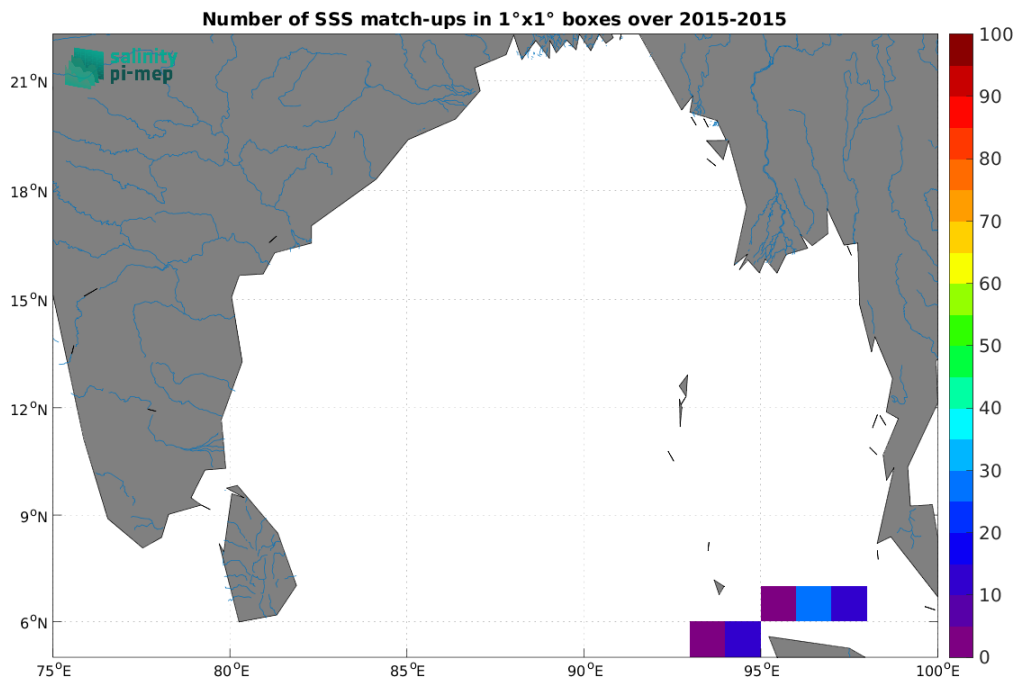 Number of SSS match-ups in 1°x1° boxes over 2015-2015
salinity
pi-mep
21°N
18°N
15°N
12°N
9°N
6°N
75°E
80°E
85°E
90°E
95°E
100°E
100
90
80
70
60
50
40
30
20
10
0